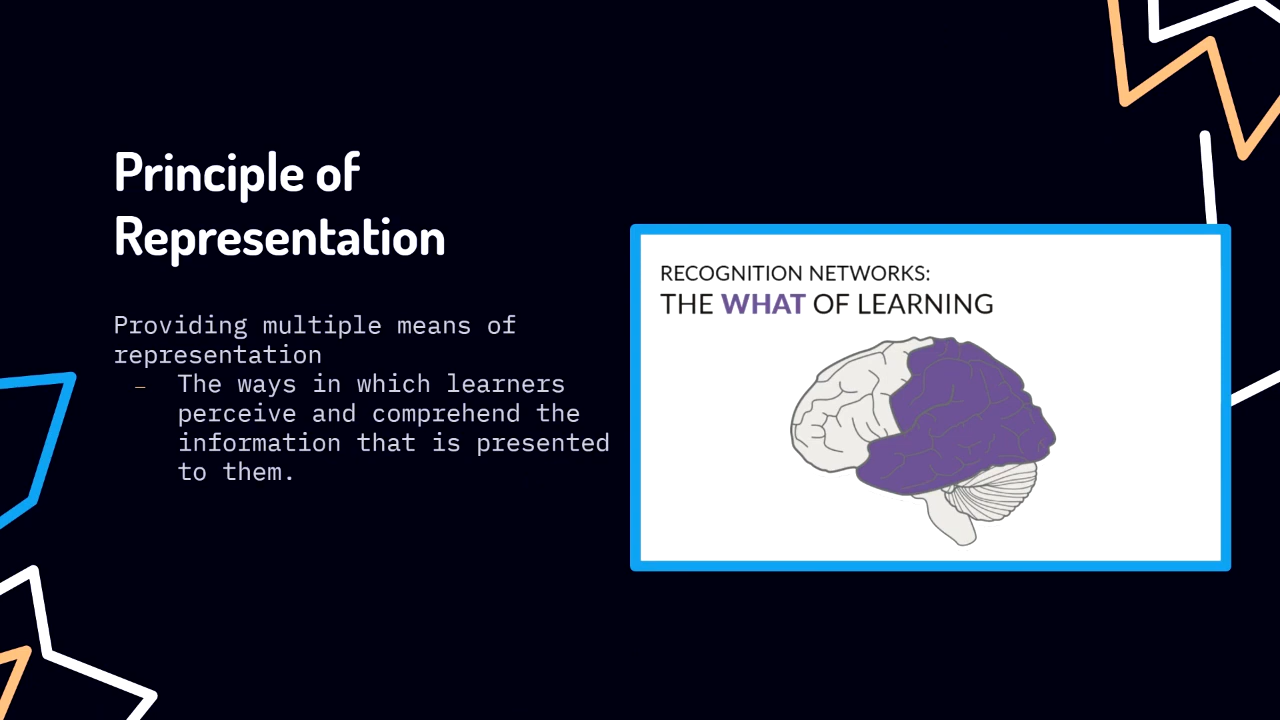 Principle of
Representation
Providing multiple means of
representation
– The ways in which learners
perceive and comprehend the
information that is presented
to them.
RECOGNITION NETWORKS:
THE WHAT OF LEARNING